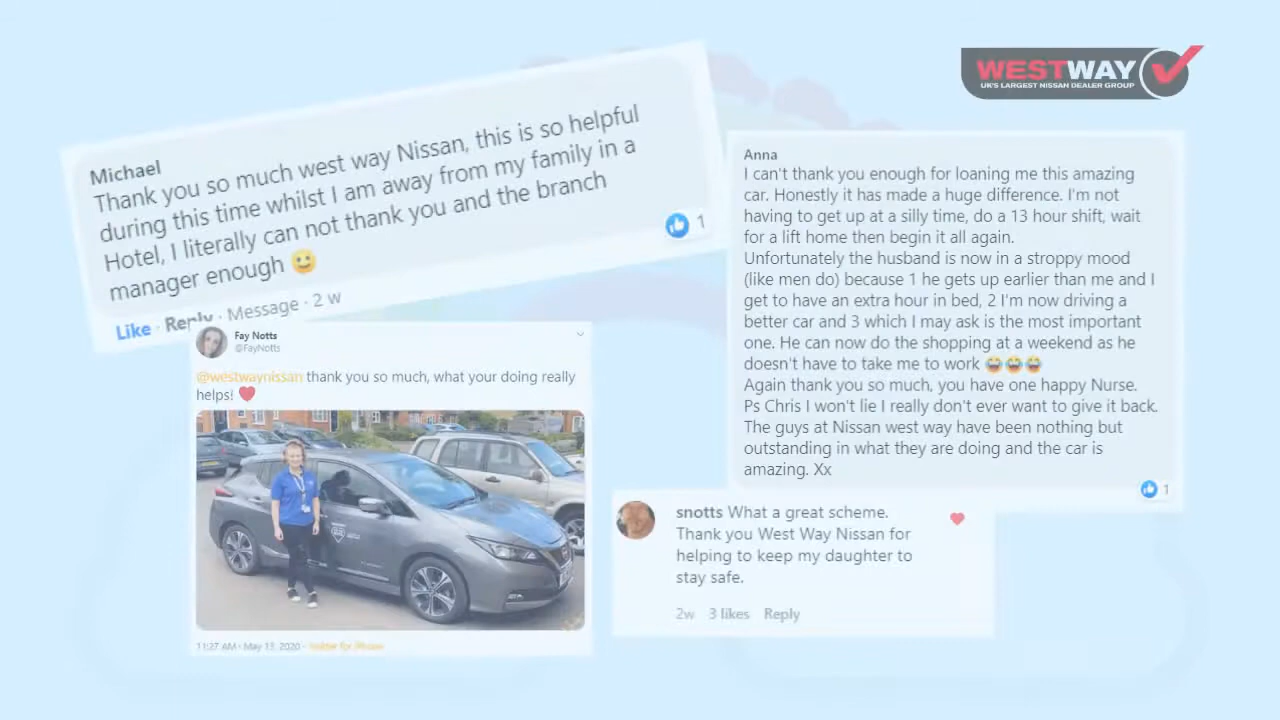 WESTWAY
UK'S LARGEST NISSAN DEALER GROUP
Michael
Thank you so much west way Nissan, this is so helpful
during this time whilst I am away from my family in a
Hotel, I literally can not thank you and the branch
manager enough 😀
1
Like · Reply · Message · 2 w
Anna
I can't thank you enough for loaning me this amazing
car. Honestly it has made a huge difference. I'm not
having to get up at a silly time, do a 13 hour shift, wait
for a lift home then begin it all again.
Unfortunately the husband is now in a stroppy mood
(like men do) because 1 he gets up earlier than me and I
get to have an extra hour in bed, 2 I'm now driving a
better car and 3 which I may ask is the most important
one. He can now do the shopping at a weekend as he
doesn't have to take me to work 😂😂😂
Again thank you so much, you have one happy Nurse.
Ps Chris I won't lie I really don't ever want to give it back.
The guys at Nissan west way have been nothing but
outstanding in what they are doing and the car is
amazing. Xx
1
Fay Notts
@FayNotts
@westwaynissan thank you so much, what your doing really
helps! ❤️
11:27 AM · May 13, 2020 · Twitter for iPhone
snotts What a great scheme.
Thank you West Way Nissan for
helping to keep my daughter to
stay safe.
2w 3 likes Reply